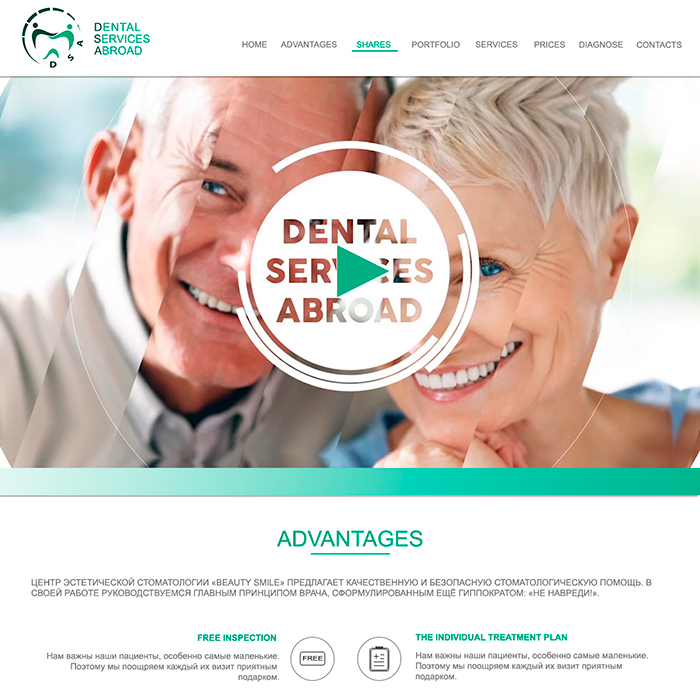 DENTAL
SERVICES
ABROAD
DSA
HOME ADVANTAGES SHARES PORTFOLIO SERVICES PRICES DIAGNOSE CONTACTS
DENTAL
SERVICES
ABROAD
ADVANTAGES
ЦЕНТР ЭСТЕТИЧЕСКОЙ СТОМАТОЛОГИИ «BEAUTY SMILE» ПРЕДЛАГАЕТ КАЧЕСТВЕННУЮ И БЕЗОПАСНУЮ СТОМАТОЛОГИЧЕСКУЮ ПОМОЩЬ. В
СВОЕЙ РАБОТЕ РУКОВОДСТВУЕМСЯ ГЛАВНЫМ ПРИНЦИПОМ ВРАЧА, СФОРМУЛИРОВАННЫМ ЕЩЁ ГИППОКРАТОМ: «НЕ НАВРЕДИ!».
FREE INSPECTION
Нам важны наши пациенты, особенно самые маленькие.
Поэтому мы поощряем каждый их визит приятным
подарком.
FREE
THE INDIVIDUAL TREATMENT PLAN
Нам важны наши пациенты, особенно самые маленькие.
Поэтому мы поощряем каждый их визит приятным
подарком.